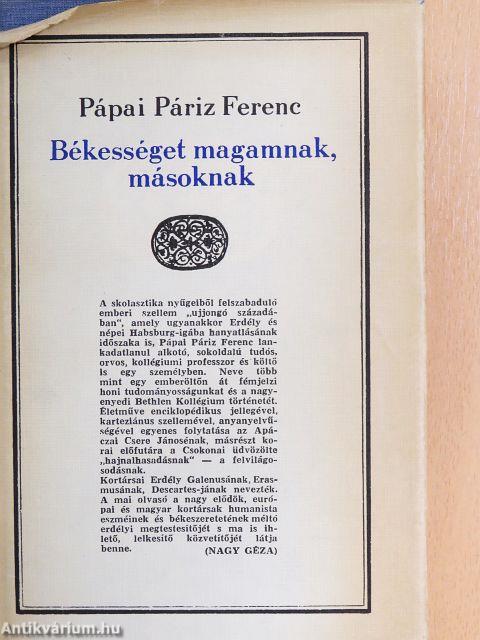 Pápai Páriz Ferenc
Békességet magamnak,
másoknak
A skolasztika nyűgeiből felszabaduló
emberi szellem „ujjongó századá-
ban", amely ugyanakkor Erdély és
népei Habsburg-igába hanyatlásának
időszaka is, Pápai Páriz Ferenc lan-
kadatlanul alkotó, sokoldalú tudós,
orvos, kollégiumi professzor és költő
is egy személyben. Neve több
mint egy emberöltőn át fémjelzi
honi tudományosságunkat és a nagy-
enyedi Bethlen Kollégium történetét.
Életműve enciklopédikus jellegével,
karteziánus szellemével, anyanyelvű-
ségével egyenes folytatása az Apá-
czai Csere Jánosénak, másrészt ko-
rai előfutára a Csokonai üdvözölte
„hajnalhasadásnak" — a felvilágo-
sodásnak.
Kortársai Erdély Galenusának, Eras-
musának, Descartes-jának nevezték.
A mai olvasó a nagy elődök, euró-
pai és magyar kortársak humanista
eszméinek és békeszeretetének méltó
erdélyi megtestesítőjét s ma is ih-
lető, lelkesítő közvetítőjét látja
benne. (NAGY GÉZA)
Antikvárium.hu